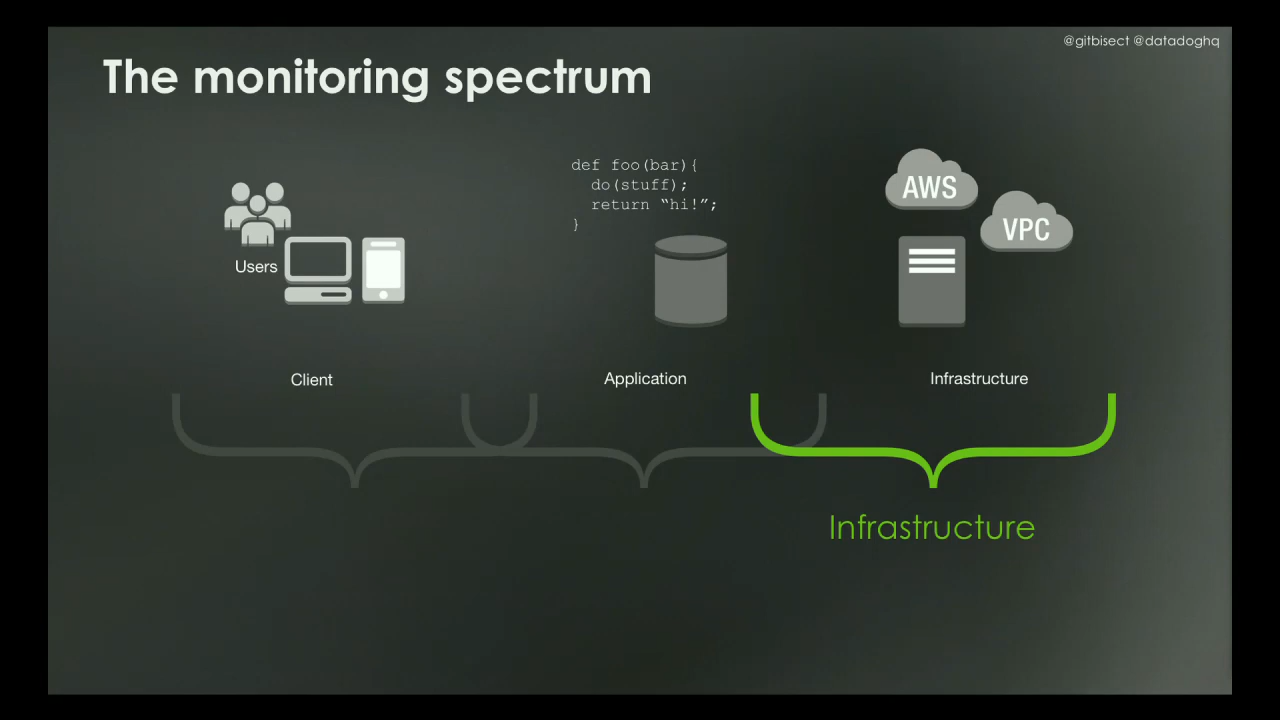 @gitbisect @datadoghq
The monitoring spectrum
def foo(bar){
do(stuff);
return “hi!”;
}
AWS
VPC
Users
Client
Application
Infrastructure
Infrastructure